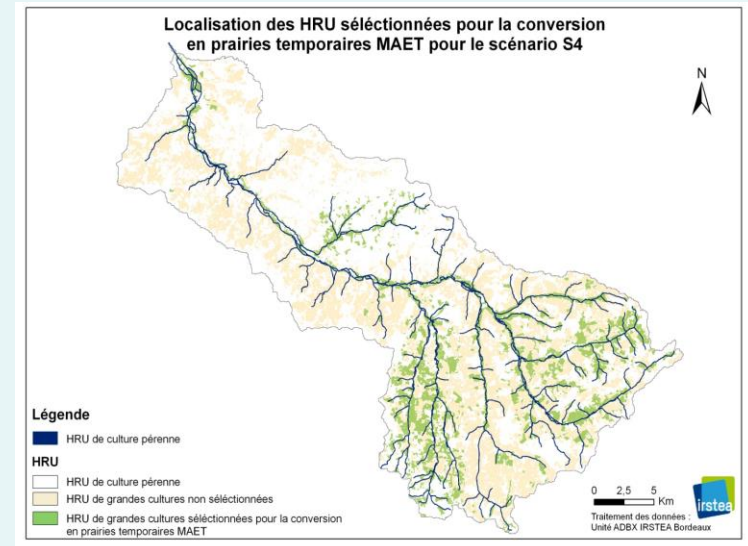 Localisation des HRU séléctionnées pour la conversion
en prairies temporaires MAET pour le scénario S4
N
Légende
HRU de culture pérenne
HRU
HRU de culture pérenne
HRU de grandes cultures non séléctionnées
HRU de grandes cultures séléctionnées pour la conversion
en prairies temporaires MAET
0 2,5 5
Km
Traitement des données :
Unité ADBX IRSTEA Bordeaux
irstea